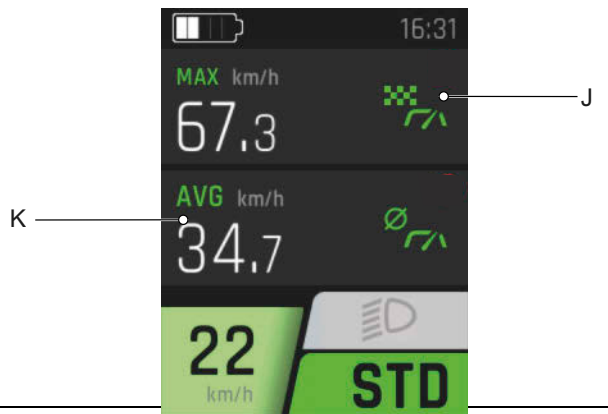 16:31
MAX km/h
67.3
J
AVG km/h
K
34.7
Ø
22
km/h
STD